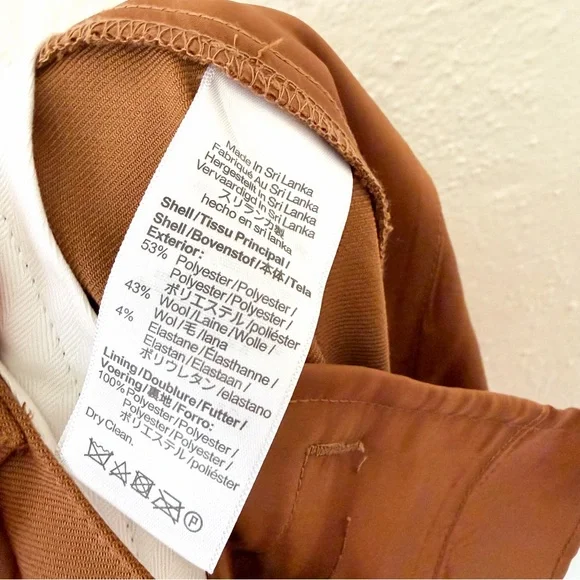 Made In Sri Lanka
Fabriqué Au Sri Lanka
Hergestellt in Sri Lanka
Vervaardigd In Sri Lanka
スリランカ製
hecho en sri lanka
Shell/Tissu Principal/
Shell/Bovenstof/本体/Tela
Exterior:
53% Polyester/Polyester/
Polyester/Polyester/
ポリエステル/poliéster
43% Wool/Laine/Wolle/
Wol/毛/lana
4% Elastane/Elasthanne/
Elastan/Elastaan/
ポリウレタン/elastano
Lining/Doublure/Futter/
Voering/裏地/Forro:
100% Polyester/Polyester/
Polyester/Polyester/
ポリエステル/poliéster
Dry Clean.
P